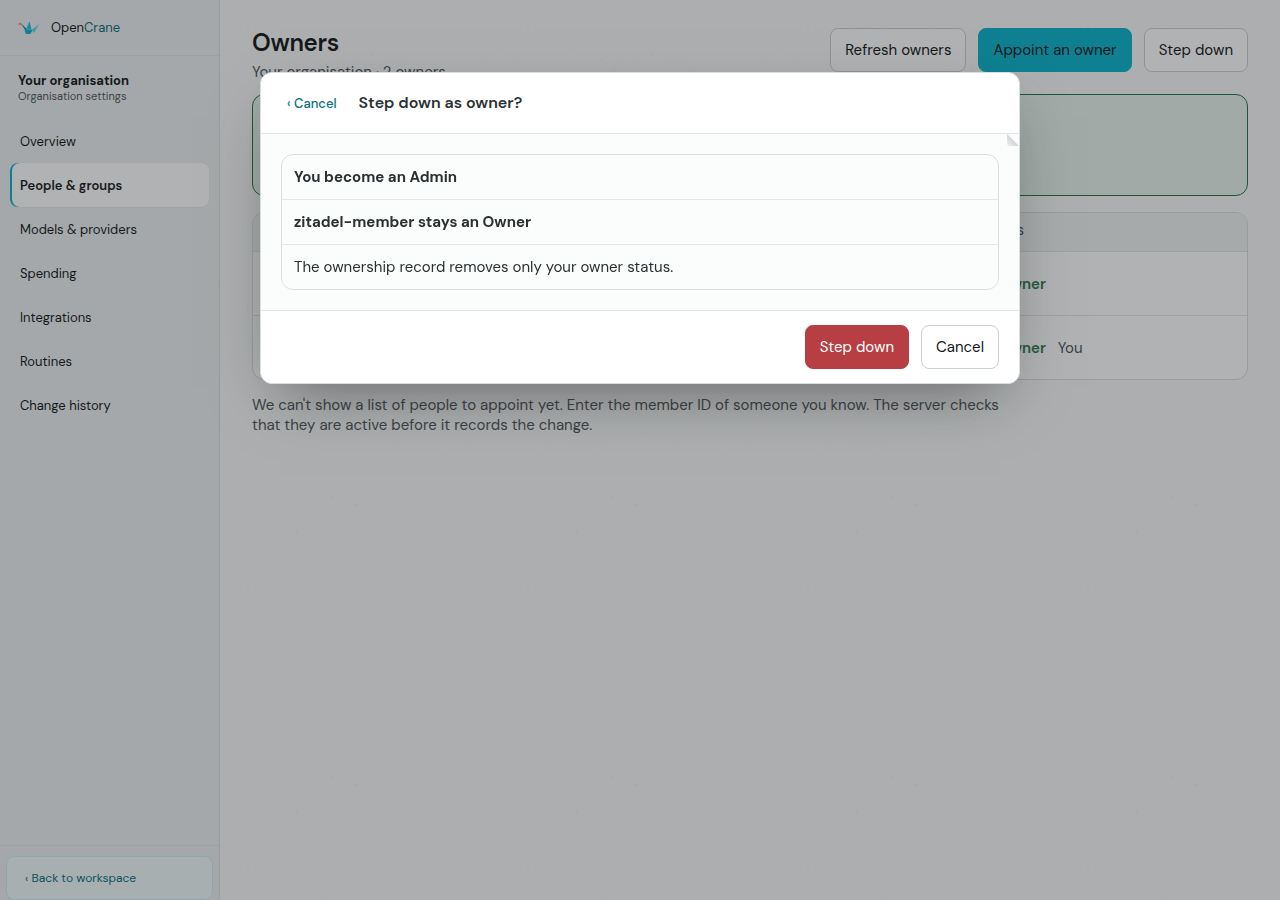 OpenCrane
Your organisation
Organisation settings
Overview
People & groups
Models & providers
Spending
Integrations
Routines
Change history
‹ Back to workspace
Owners
Your organisation · 2 owners
Refresh owners
Appoint an owner
Step down
‹ Cancel
Step down as owner?
You become an Admin
zitadel-member stays an Owner
The ownership record removes only your owner status.
Step down
Cancel
You
We can't show a list of people to appoint yet. Enter the member ID of someone you know. The server checks
that they are active before it records the change.